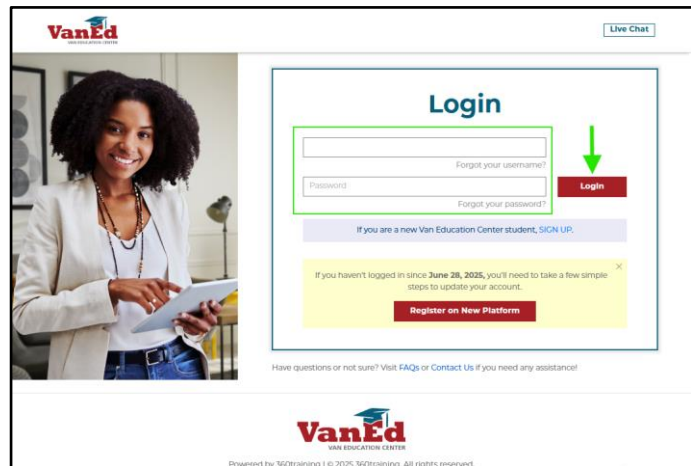 VanEd
VAN EDUCATION CENTER
Live Chat
Login
Forgot your username?
Password
Login
Forgot your password?
If you are a new Van Education Center student, SIGN UP.
If you haven't logged in since June 28, 2025, you'll need to take a few simple
steps to update your account.
Register on New Platform
Have questions or not sure? Visit FAQs or Contact Us if you need any assistance!
VanEd
VAN EDUCATION CENTER
Powered by 360training | © 2025 360training. All rights reserved.